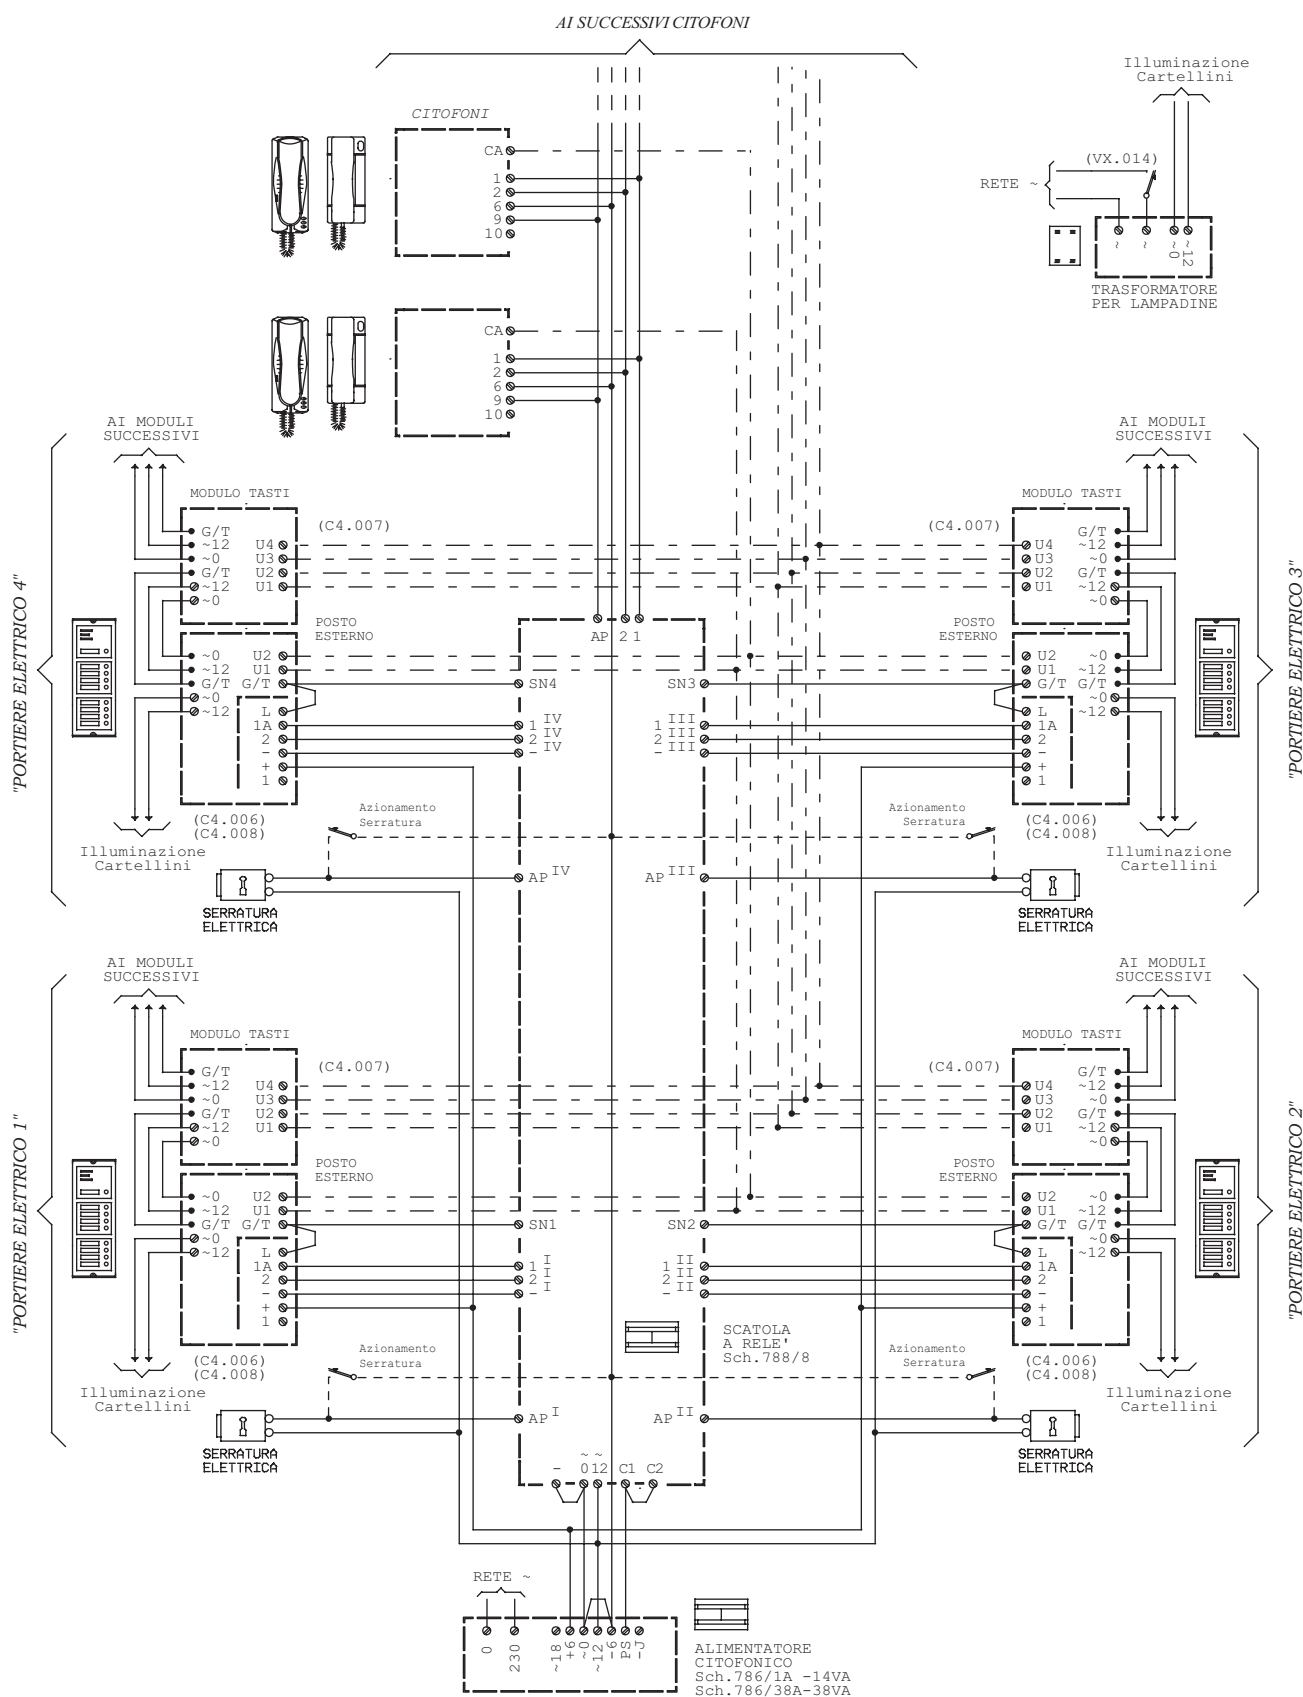 AI SUCCESSIVI CITOFONI
Illuminazione
Cartellini
CITOFONI
CA
1
2
6
9
10
(VX.014)
RETE ~
~
~
~0
~12
TRASFORMATORE
PER LAMPADINE
CA
1
2
6
9
10
AI MODULI
SUCCESSIVI
MODULO TASTI
(C4.007)
G/T
~12 U4
~0 U3
G/T U2
~12 U1
~0
POSTO
ESTERNO
~0 U2
~12 U1
G/T G/T
~0
~12 L
1A
2
-
+
1
(C4.006)
(C4.008)
Illuminazione
Cartellini
"PORTIERE ELETTRICO 4"
Azionamento
Serratura
SERRATURA
ELETTRICA
AP 2 1
SN4 SN3
1 IV 1 III
2 IV 2 III
- IV - III
AP IV AP III
AI MODULI
SUCCESSIVI
MODULO TASTI
(C4.007)
G/T
U4 ~12
U3 ~0
U2 G/T
U1 ~12
~0
POSTO
ESTERNO
U2 ~0
U1 ~12
G/T G/T
~0
L ~12
1A
2
-
+
1
(C4.006)
(C4.008)
Illuminazione
Cartellini
"PORTIERE ELETTRICO 3"
Azionamento
Serratura
SERRATURA
ELETTRICA
AI MODULI
SUCCESSIVI
MODULO TASTI
(C4.007)
G/T
~12 U4
~0 U3
G/T U2
~12 U1
~0
POSTO
ESTERNO
~0 U2
~12 U1
G/T G/T
~0
~12 L
1A
2
-
+
1
(C4.006)
(C4.008)
Illuminazione
Cartellini
"PORTIERE ELETTRICO 1"
Azionamento
Serratura
SERRATURA
ELETTRICA
SN1 SN2
1 I 1 II
2 I 2 II
- I - II
SCATOLA
A RELE'
Sch.788/8
AP I AP II
~ ~
- 0 12 C1 C2
AI MODULI
SUCCESSIVI
MODULO TASTI
(C4.007)
G/T
U4 ~12
U3 ~0
U2 G/T
U1 ~12
~0
POSTO
ESTERNO
U2 ~0
U1 ~12
G/T G/T
~0
L ~12
1A
2
-
+
1
(C4.006)
(C4.008)
Illuminazione
Cartellini
"PORTIERE ELETTRICO 2"
Azionamento
Serratura
SERRATURA
ELETTRICA
RETE ~
0
230
~18
+6
~0
~12
-6
PS
-J
ALIMENTATORE
CITOFONICO
Sch.786/1A -14VA
Sch.786/38A-38VA